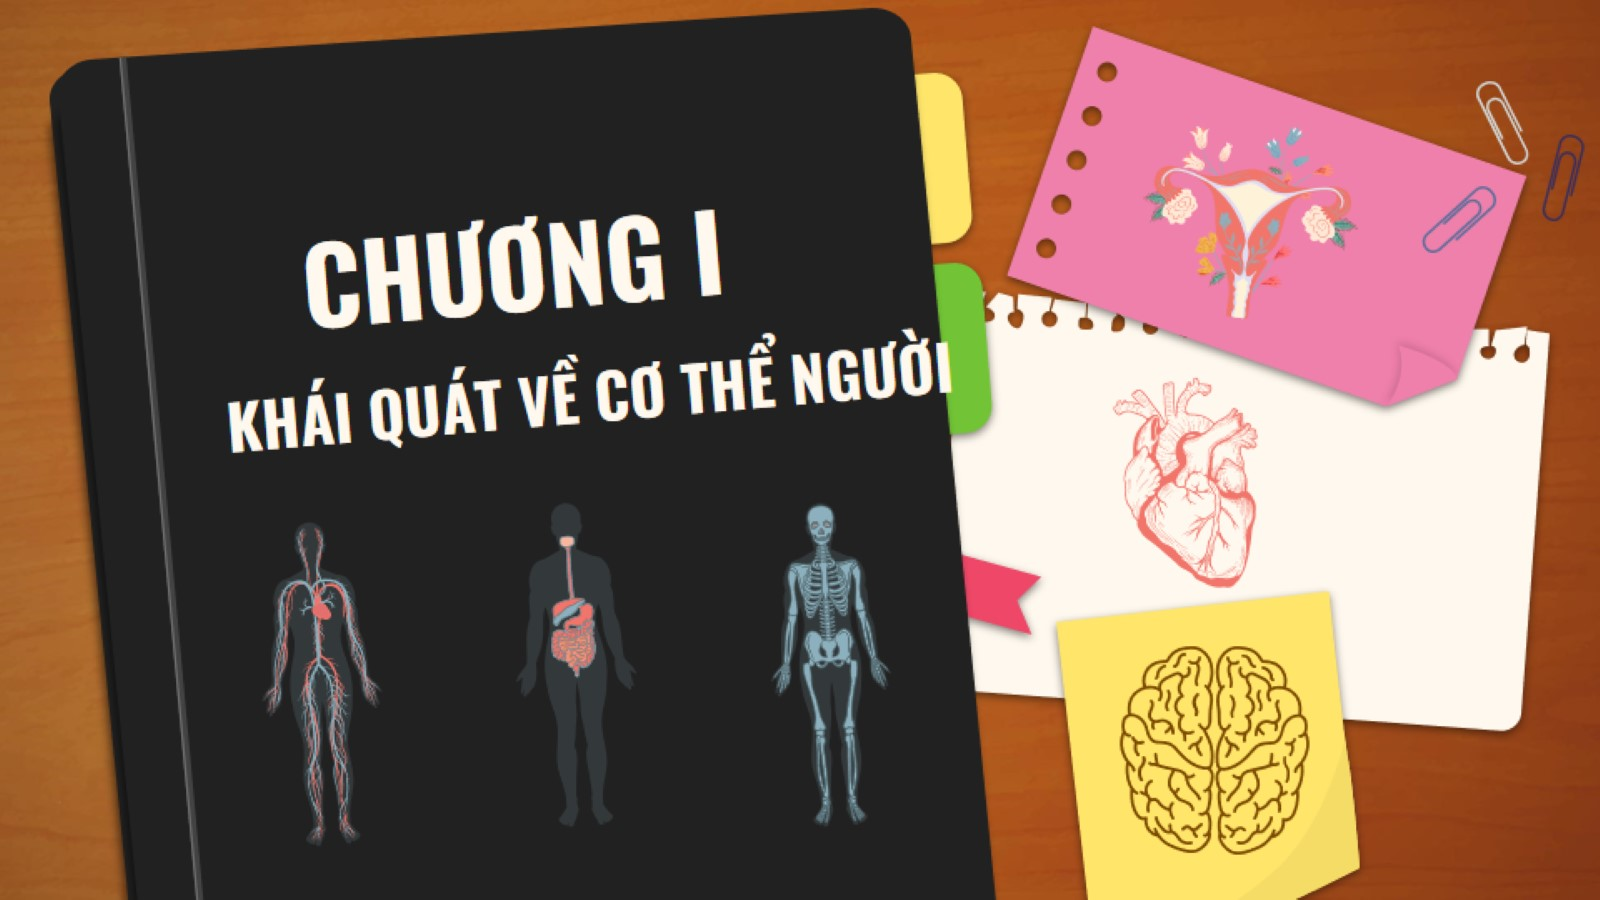 CHƯƠNG I
KHÁI QUÁT VỀ CƠ THỂ NGƯỜI